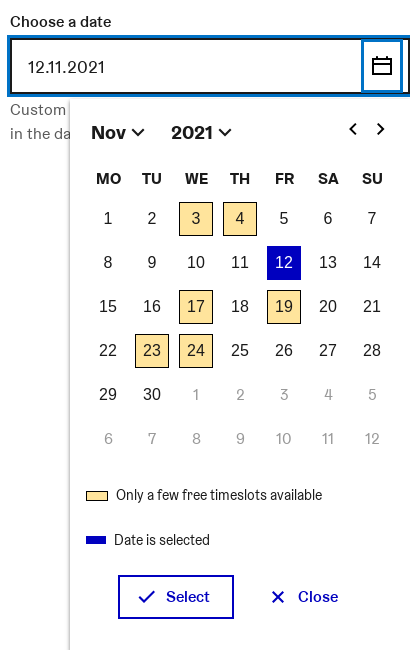 Choose a date
12.11.2021
Custom
in the da
Nov 2021
MO TU WE TH FR SA SU
1 2 3 4 5 6 7
8 9 10 11 12 13 14
15 16 17 18 19 20 21
22 23 24 25 26 27 28
29 30 1 2 3 4 5
6 7 8 9 10 11 12
Only a few free timeslots available
Date is selected
Select Close